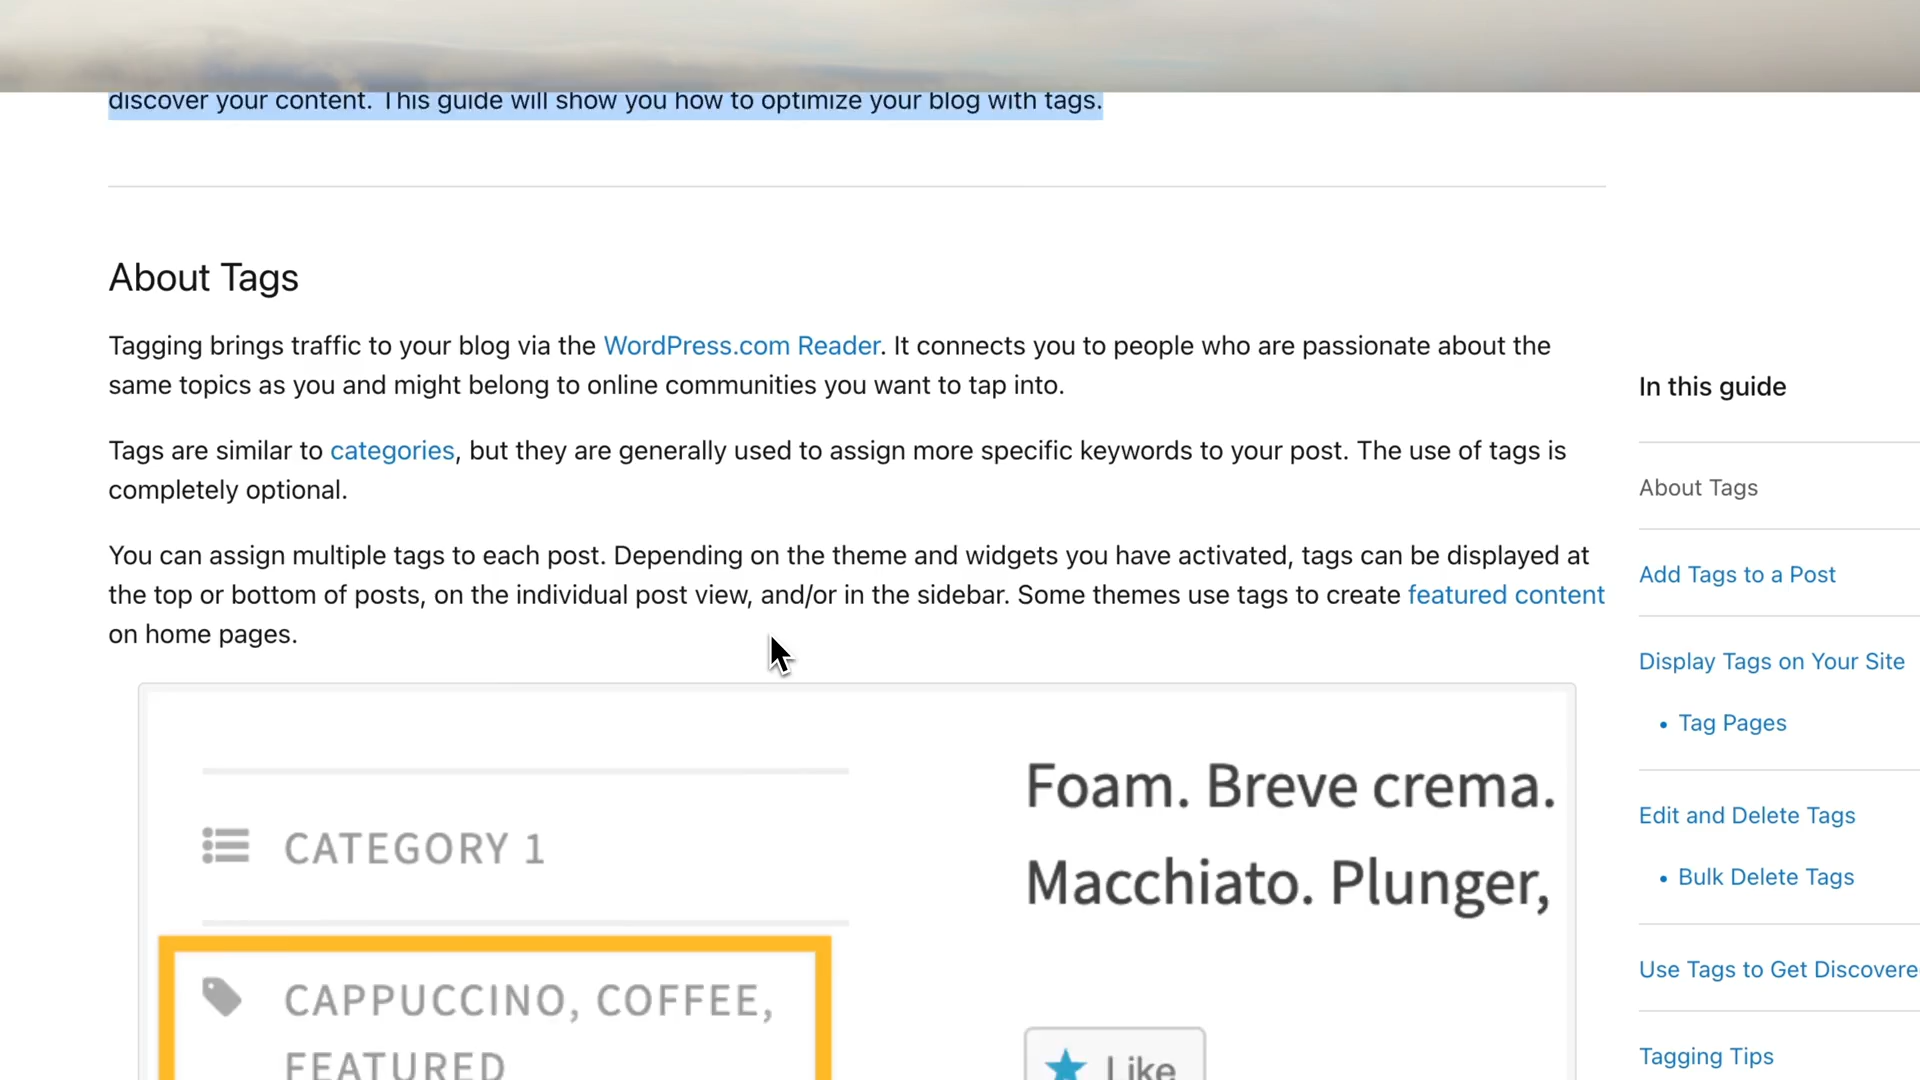 discover your content. This guide will show you how to optimize your blog with tags.
About Tags
Tagging brings traffic to your blog via the WordPress.com Reader. It connects you to people who are passionate about the
same topics as you and might belong to online communities you want to tap into.
Tags are similar to categories, but they are generally used to assign more specific keywords to your post. The use of tags is
completely optional.
You can assign multiple tags to each post. Depending on the theme and widgets you have activated, tags can be displayed at
the top or bottom of posts, on the individual post view, and/or in the sidebar. Some themes use tags to create featured content
on home pages.
CATEGORY 1
CAPPUCCINO, COFFEE,
FEATURED
Foam. Breve crema.
Macchiato. Plunger,
Like
In this guide
About Tags
Add Tags to a Post
Display Tags on Your Site
• Tag Pages
Edit and Delete Tags
• Bulk Delete Tags
Use Tags to Get Discovere
Tagging Tips